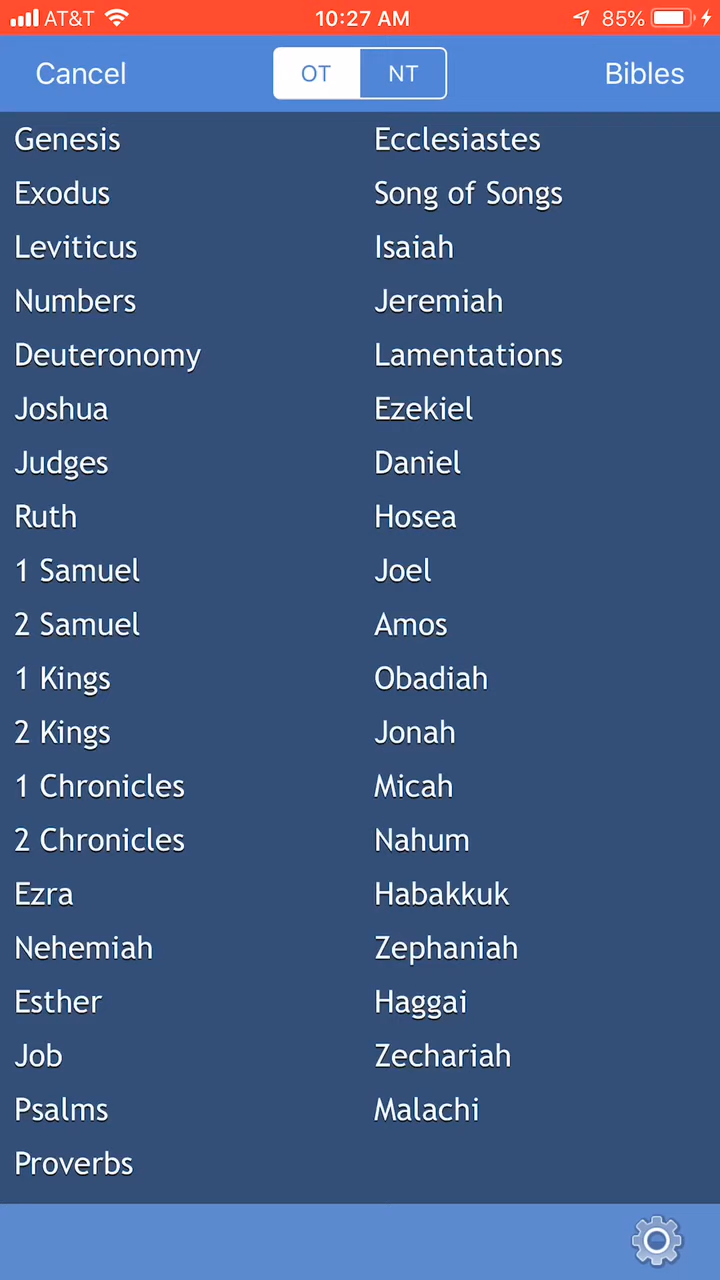 AT&T 10:27 AM 85%
Cancel OT NT Bibles
Genesis
Exodus
Leviticus
Numbers
Deuteronomy
Joshua
Judges
Ruth
1 Samuel
2 Samuel
1 Kings
2 Kings
1 Chronicles
2 Chronicles
Ezra
Nehemiah
Esther
Job
Psalms
Proverbs
Ecclesiastes
Song of Songs
Isaiah
Jeremiah
Lamentations
Ezekiel
Daniel
Hosea
Joel
Amos
Obadiah
Jonah
Micah
Nahum
Habakkuk
Zephaniah
Haggai
Zechariah
Malachi